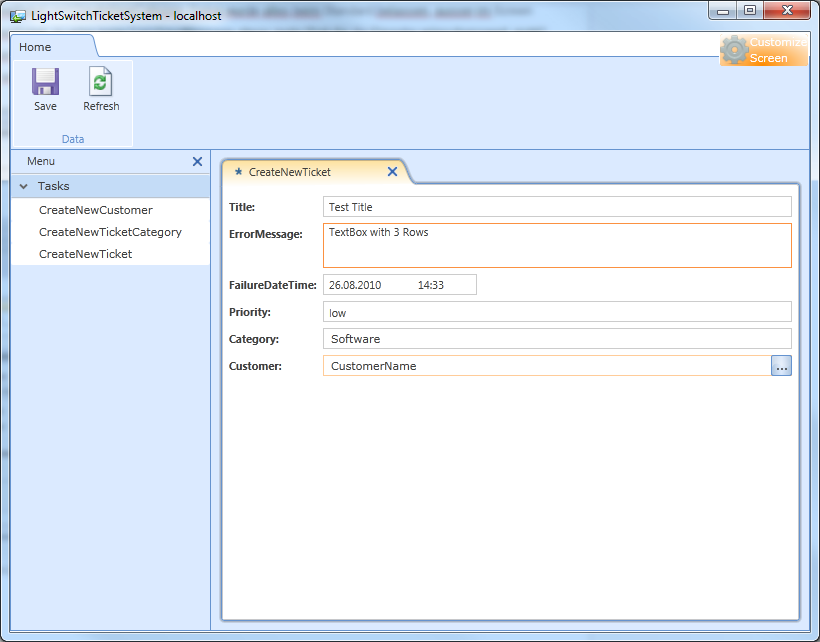 LightSwitchTicketSystem - localhost
Home
Customize
Screen
Save
Refresh
Data
Menu
Tasks
CreateNewCustomer
CreateNewTicketCategory
CreateNewTicket
* CreateNewTicket
Title: Test Title
ErrorMessage: TextBox with 3 Rows
FailureDateTime: 26.08.2010 14:33
Priority: low
Category: Software
Customer: CustomerName ...